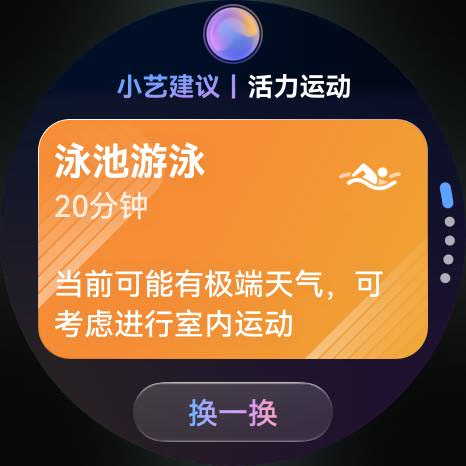 小艺建议 | 活力运动
泳池游泳
20分钟
当前可能有极端天气，可
考虑进行室内运动
换一换